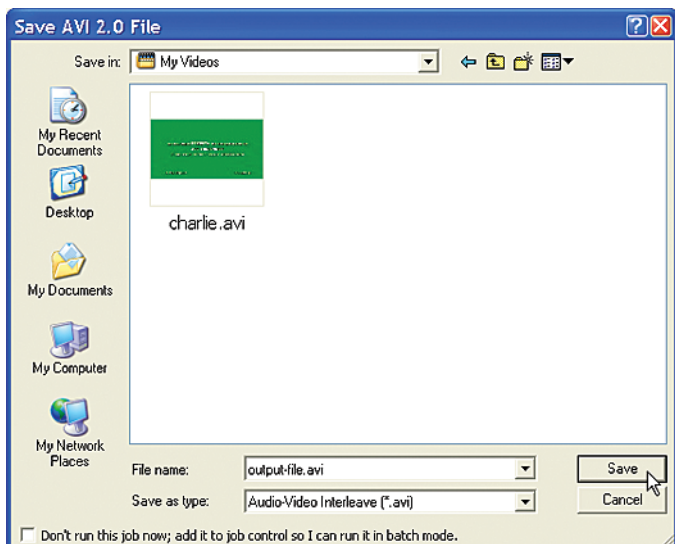 Save AVI 2.0 File
Save in:
My Videos
My Recent
Documents
Desktop
My Documents
My Computer
My Network
Places
charlie.avi
File name:
output-file.avi
Save
Save as type:
Audio-Video Interleave (*.avi)
Cancel
Don't run this job now; add it to job control so I can run it in batch mode.